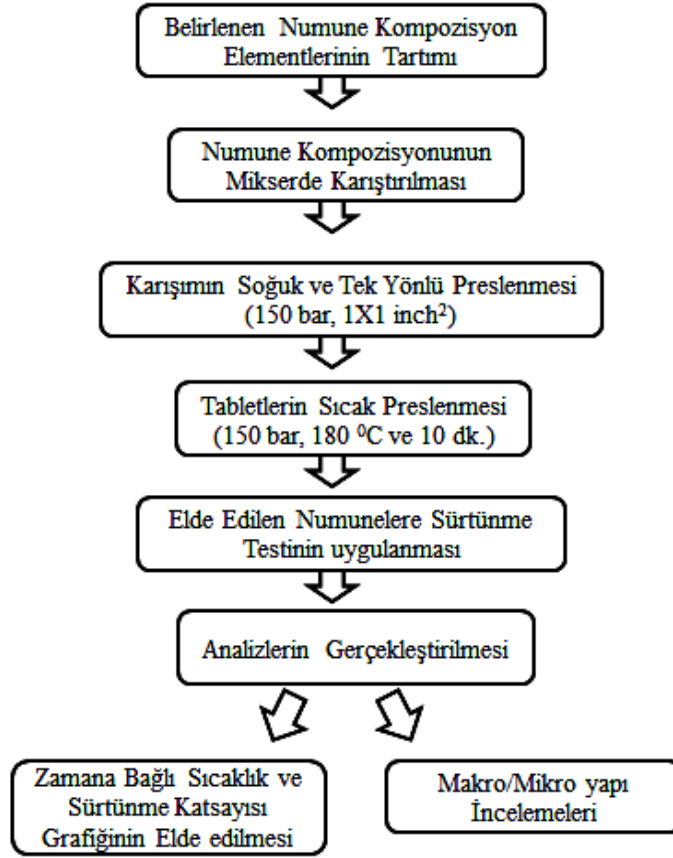 Belirlenen Numune Kompozisyon
Elementlerinin Tartımı
Numune Kompozisyonunun
Mikserde Karıştırılması
Karışımın Soğuk ve Tek Yönlü Preslenmesi
(150 bar, 1X1 inch²)
Tabletlerin Sıcak Preslenmesi
(150 bar, 180 ⁰C ve 10 dk.)
Elde Edilen Numunelere Sürtünme
Testinin uygulanması
Analizlerin Gerçekleştirilmesi
Zamana Bağlı Sıcaklık ve
Sürtünme Katsayısı
Grafiğinin Elde edilmesi
Makro/Mikro yapı
İncelemeleri